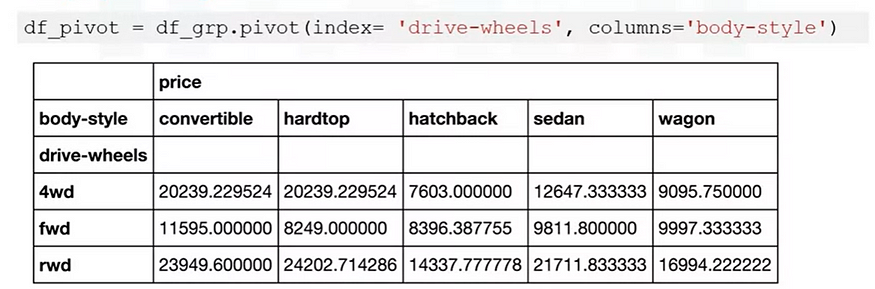 df_pivot = df_grp.pivot(index= 'drive-wheels', columns='body-style')
price
body-style convertible hardtop hatchback sedan wagon
drive-wheels
4wd 20239.229524 20239.229524 7603.000000 12647.333333 9095.750000
fwd 11595.000000 8249.000000 8396.387755 9811.800000 9997.333333
rwd 23949.600000 24202.714286 14337.777778 21711.833333 16994.222222